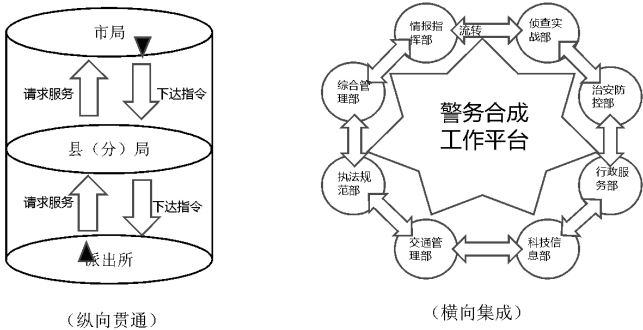 市局
请求服务
下达指令
县（分）局
请求服务
下达指令
派出所
（纵向贯通）
情报指
挥部
流转
侦查实
战部
综合管
理部
治安防
控部
警务合成
工作平台
执法规
范部
行政服
务部
交通管
理部
科技信
息部
（横向集成）